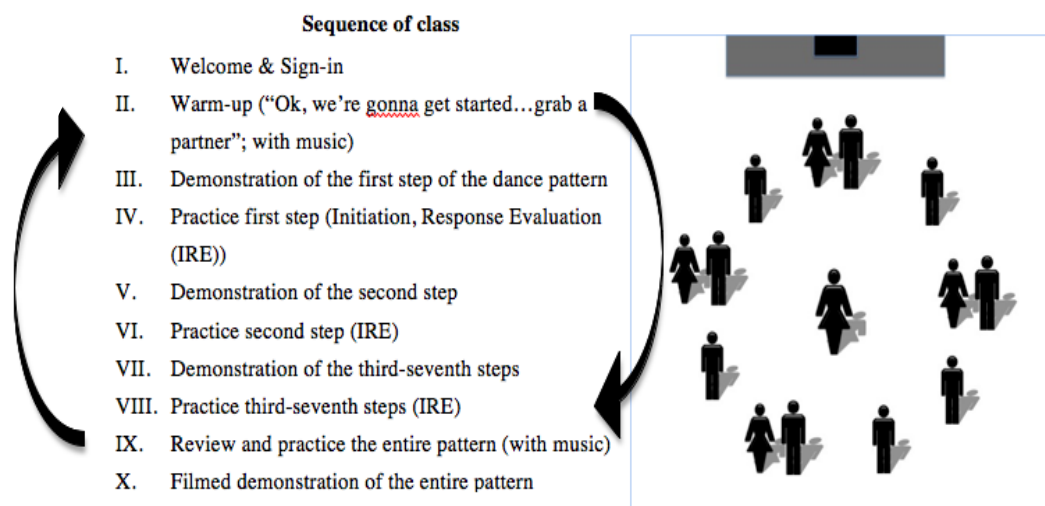 Sequence of class
I. Welcome & Sign-in
II. Warm-up (“Ok, we’re gonna get started…grab a
partner”; with music)
III. Demonstration of the first step of the dance pattern
IV. Practice first step (Initiation, Response Evaluation
(IRE))
V. Demonstration of the second step
VI. Practice second step (IRE)
VII. Demonstration of the third-seventh steps
VIII. Practice third-seventh steps (IRE)
IX. Review and practice the entire pattern (with music)
X. Filmed demonstration of the entire pattern